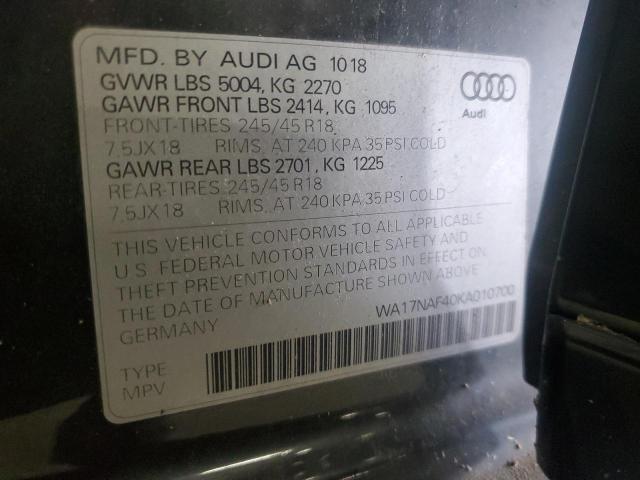 MFD. BY AUDI AG 1018
GVWR LBS 5004, KG 2270
GAWR FRONT LBS 2414, KG 1095
FRONT-TIRES 245/45 R18
7,5JX18 RIMS, AT 240 KPA 35 PSI COLD
GAWR REAR LBS 2701, KG 1225
REAR-TIRES 245/45 R18
7,5JX18 RIMS, AT 240 KPA 35 PSI COLD
Audi
THIS VEHICLE CONFORMS TO ALL APPLICABLE
U.S. FEDERAL MOTOR VEHICLE SAFETY AND
THEFT PREVENTION STANDARDS IN EFFECT ON
THE DATE OF MANUFACTURE SHOWN ABOVE.
GERMANY
WA17NAF40KA010700
TYPE
MPV